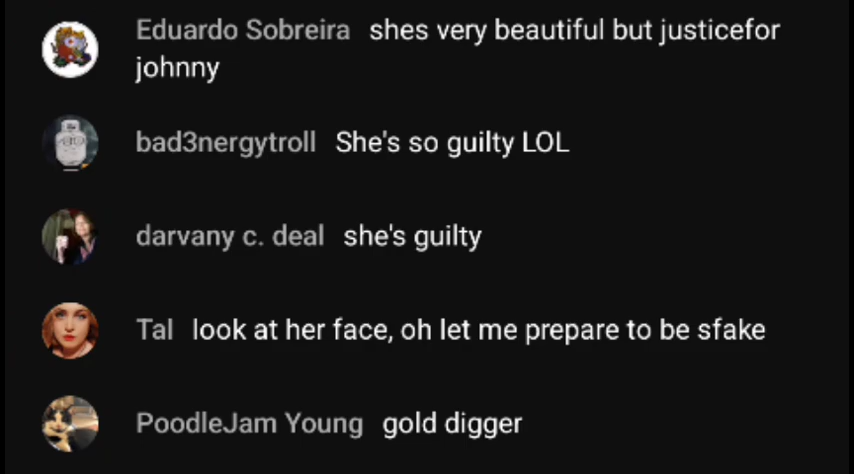 Eduardo Sobreira shes very beautiful but justicefor
johnny
bad3nergytroll She's so guilty LOL
darvany c. deal she's guilty
Tal look at her face, oh let me prepare to be sfake
PoodleJam Young gold digger